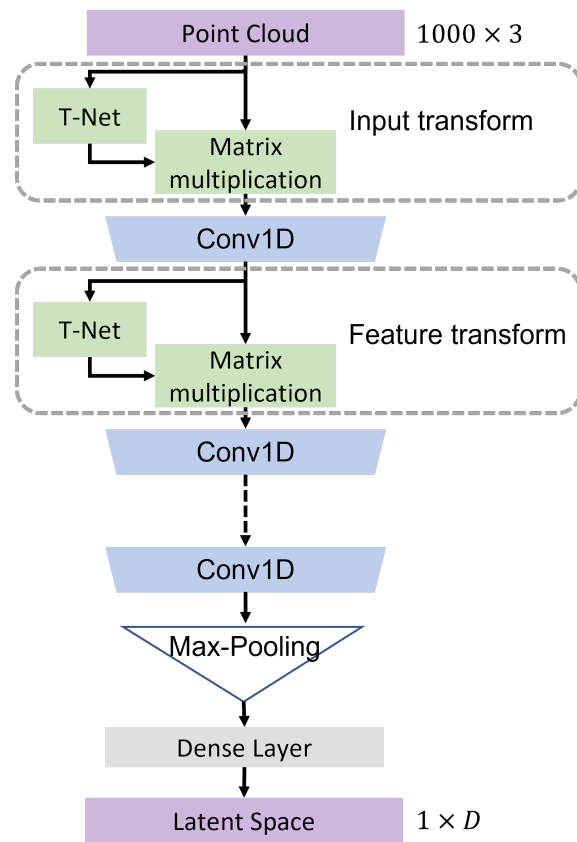 Point Cloud 1000 × 3
T-Net
Input transform
Matrix
multiplication
Conv1D
T-Net
Feature transform
Matrix
multiplication
Conv1D
Conv1D
Max-Pooling
Dense Layer
Latent Space 1 × D